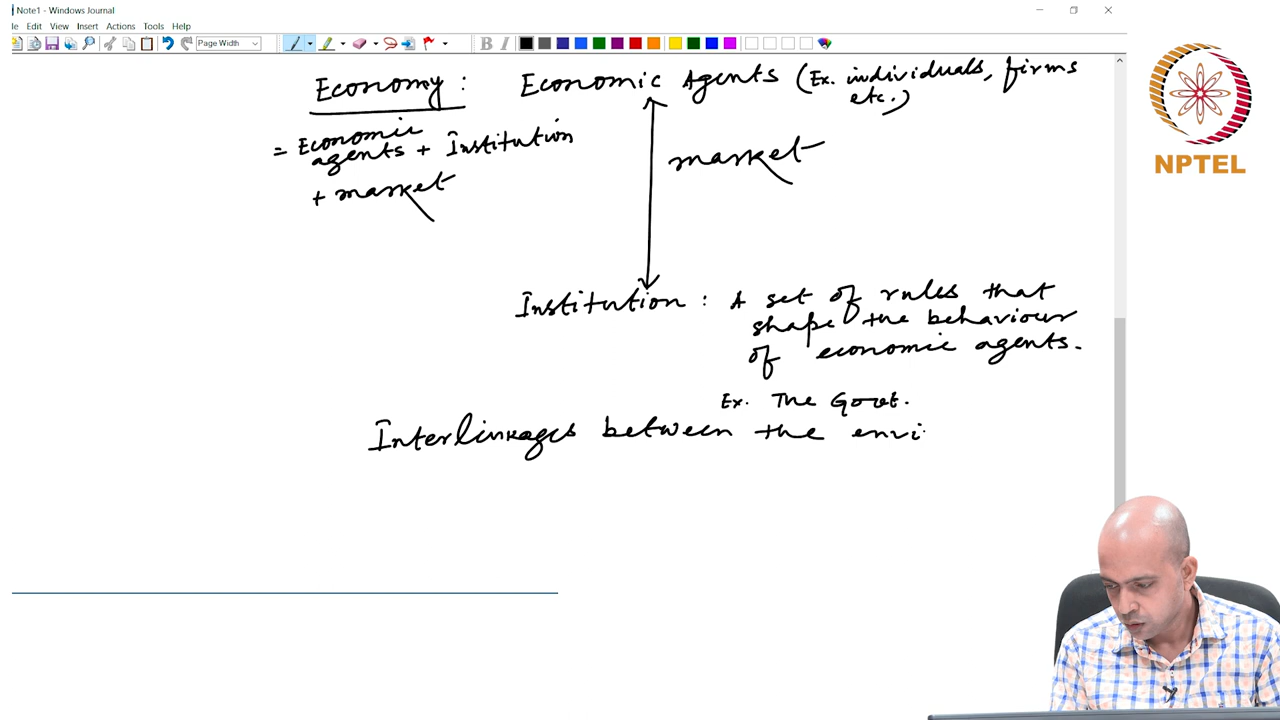 Note1 - Windows Journal
le Edit View Insert Actions Tools Help
Page Width
B I
Economy : Economic Agents (Ex. individuals, firms
etc.)
= Economic
agents + Institution
+ market
market
Institution : A set of rules that
shape the behaviour
of economic agents.
Ex. The Govt.
Interlinkages between the envi
NPTEL